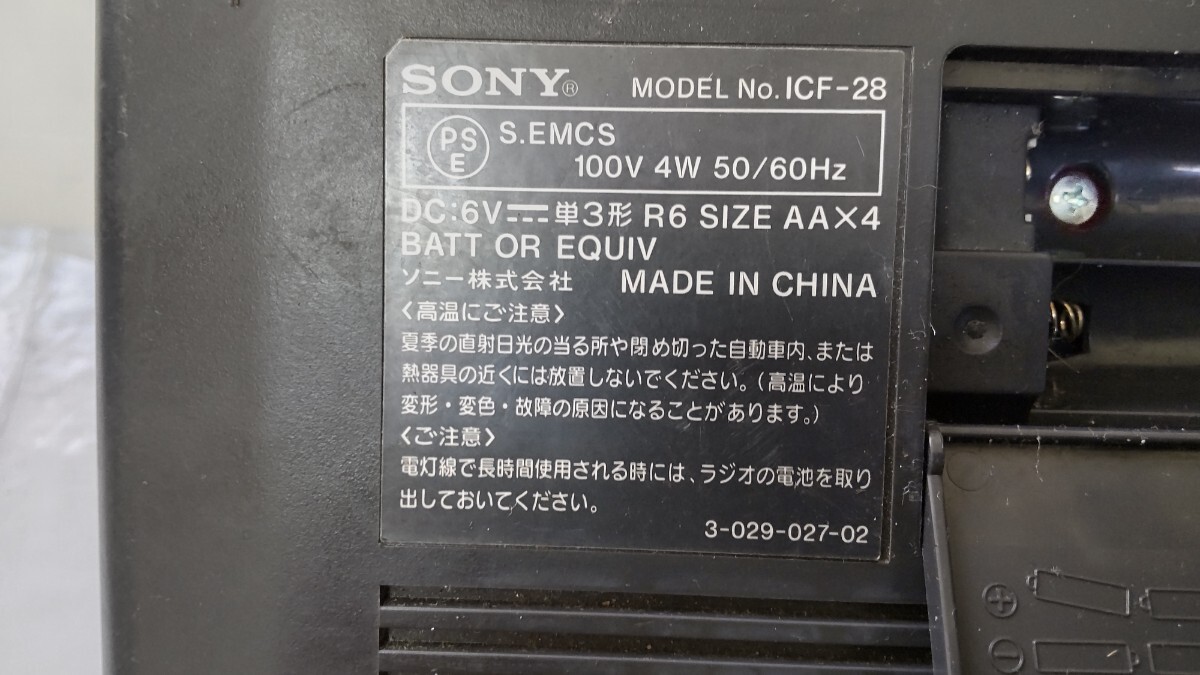 SONY® MODEL No. ICF-28
PS E S.EMCS
100V 4W 50/60Hz
DC:6V⎓単3形 R6 SIZE AA×4
BATT OR EQUIV
ソニー株式会社 MADE IN CHINA
〈高温にご注意〉
夏季の直射日光の当る所や閉め切った自動車内、または
熱器具の近くには放置しないでください。(高温により
変形・変色・故障の原因になることがあります。)
〈ご注意〉
電灯線で長時間使用される時には、ラジオの電池を取り
出しておいてください。
3-029-027-02